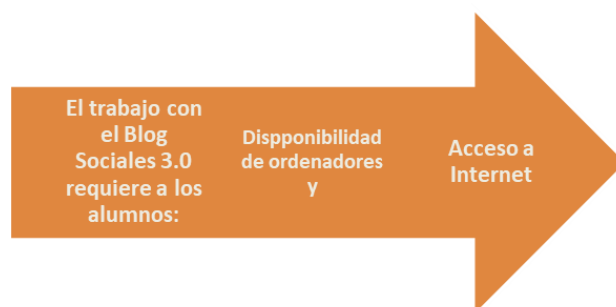 El trabajo con
el Blog
Sociales 3.0
requiere a los
alumnos:
Dispponibilidad
de ordenadores
y
Acceso a
Internet